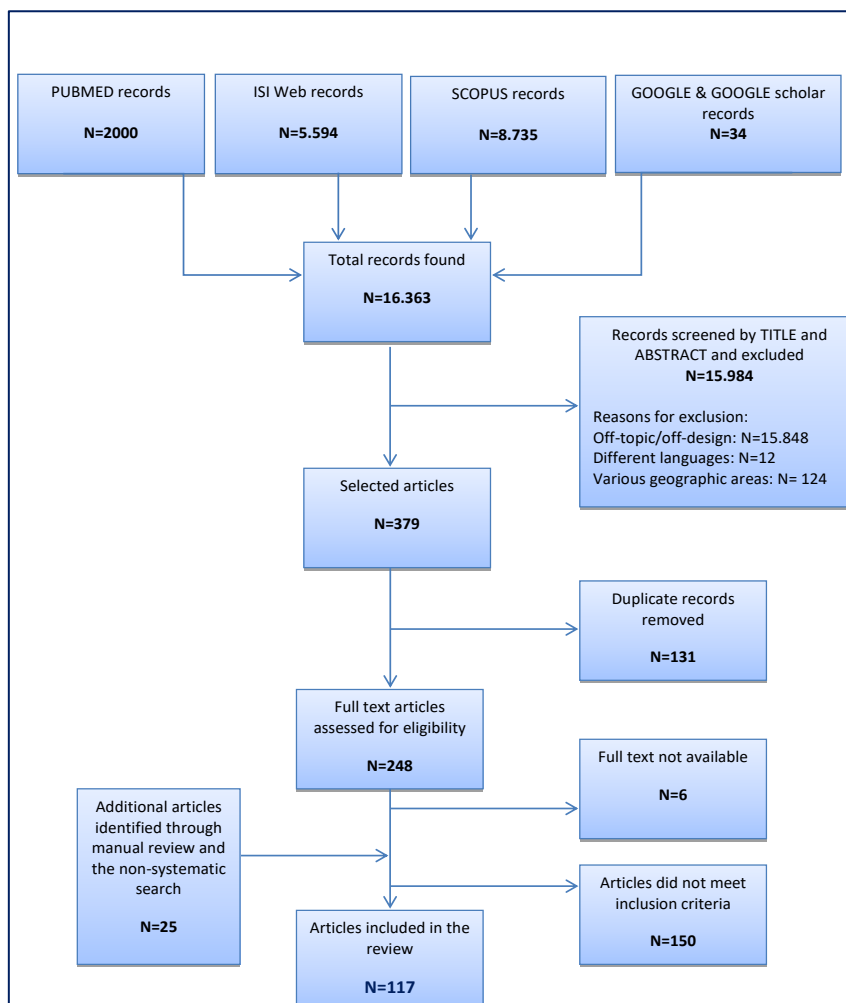 PUBMED records
N=2000
ISI Web records
N=5.594
SCOPUS records
N=8.735
GOOGLE & GOOGLE scholar
records
N=34
Total records found
N=16.363
Records screened by TITLE and
ABSTRACT and excluded
N=15.984
Reasons for exclusion:
Off-topic/off-design: N=15.848
Different languages: N=12
Various geographic areas: N= 124
Selected articles
N=379
Duplicate records
removed
N=131
Full text articles
assessed for eligibility
N=248
Full text not available
N=6
Additional articles
identified through
manual review and
the non-systematic
search
N=25
Articles did not meet
inclusion criteria
N=150
Articles included in the
review
N=117